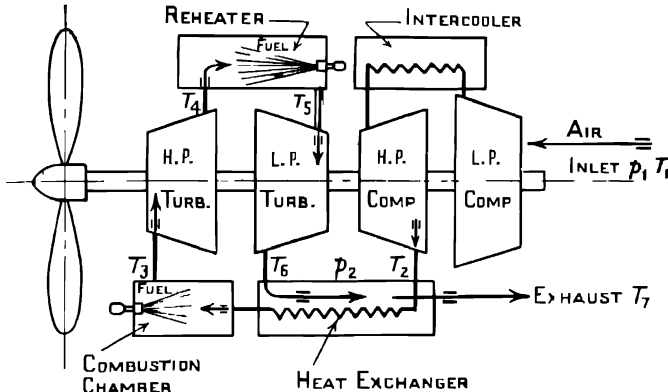 REHEATER
INTERCOOLER
FUEL
T4
T5
H.P.
TURB.
L.P.
TURB.
H.P.
COMP
L.P.
COMP
AIR
INLET p1 T1
T3
T6
p2
T2
FUEL
EXHAUST T7
COMBUSTION
CHAMBER
HEAT EXCHANGER